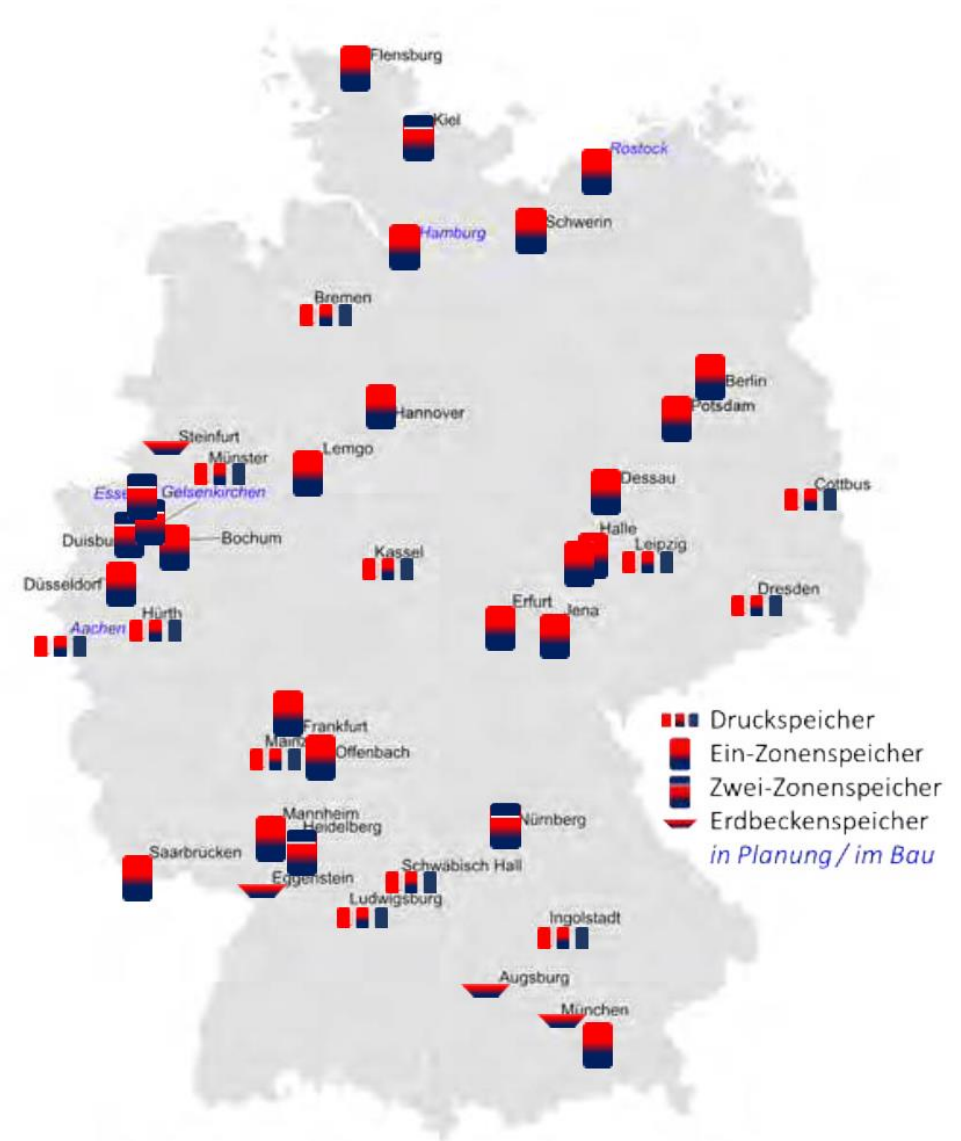 Flensburg
Kiel
Rostock
Schwerin
Hamburg
Bremen
Berlin
Hannover
Potsdam
Steinfurt
Lemgo
Münster
Dessau
Cottbus
Gelsenkirchen
Halle
Bochum
Leipzig
Kassel
Düsseldorf
Dresden
Erfurt
Jena
Hürth
Aachen
Frankfurt
Druckspeicher
Offenbach
Ein-Zonenspeicher
Zwei-Zonenspeicher
Mannheim
Nürnberg
Erdbeckenspeicher
Heidelberg
Saarbrücken
in Planung / im Bau
Schwäbisch Hall
Eggenstein
Ludwigsburg
Ingolstadt
Augsburg
München